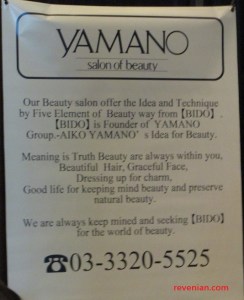 YAMANO
salon of beauty
Our Beauty salon offer the Idea and Technique
by Five Element of Beauty way from【BIDO】.
【BIDO】is Founder of YAMANO
Group.-AIKO YAMANO's Idea for Beauty.
Meaning is Truth Beauty are always within you,
Beautiful Hair, Graceful Face,
Dressing up for charm,
Good life for keeping mind beauty and preserve
natural beauty.
We are always keep mined and seeking【BIDO】
for the world of beauty.
☎03-3320-5525
revenian.com